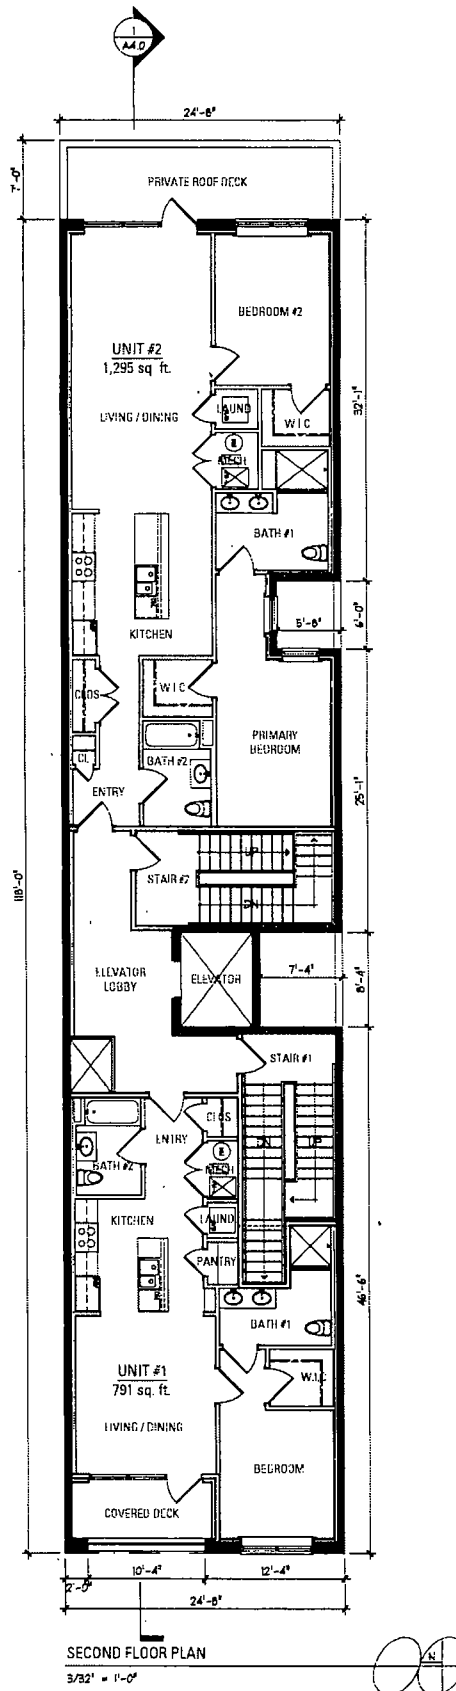 1
A4.0
24'-8"
7'-0"
PRIVATE ROOF DECK
BEDROOM #2
UNIT #2
1,295 sq ft.
32'-1"
LIVING / DINING
LAUND
W I C
MECH
BATH #1
5'-8"
6'-0"
KITCHEN
CLOS
W I C
PRIMARY
BEDROOM
BATH #2
CL
ENTRY
25'-1"
UP
STAIR #2
DN
118'-0"
ELEVATOR
LOBBY
ELEVATOR
7'-4"
8'-4"
STAIR #1
CLOS
ENTRY
DN
UP
BATH #2
MECH
KITCHEN
LAUND
PANTRY
46'-6"
BATH #1
UNIT #1
791 sq. ft.
W.I.C
LIVING / DINING
BEDROOM
COVERED DECK
10'-4"
12'-4"
2'-0"
24'-8"
SECOND FLOOR PLAN
N
3/32" = 1'-0"